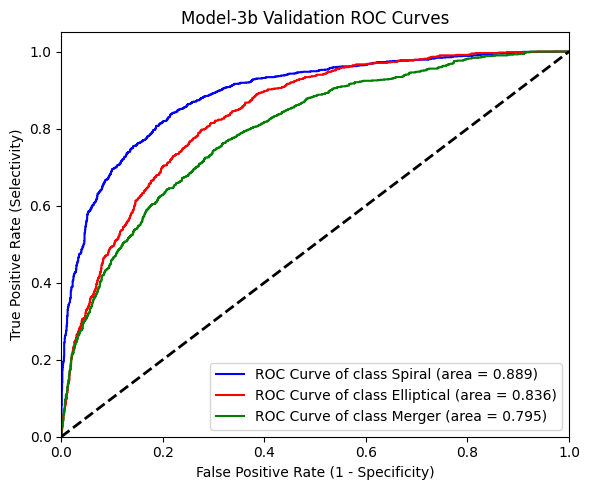 Model-3b Validation ROC Curves
True Positive Rate (Selectivity)
1.0
0.8
0.6
0.4
0.2
0.0
ROC Curve of class Spiral (area = 0.889)
ROC Curve of class Elliptical (area = 0.836)
ROC Curve of class Merger (area = 0.795)
0.0 0.2 0.4 0.6 0.8 1.0
False Positive Rate (1 - Specificity)